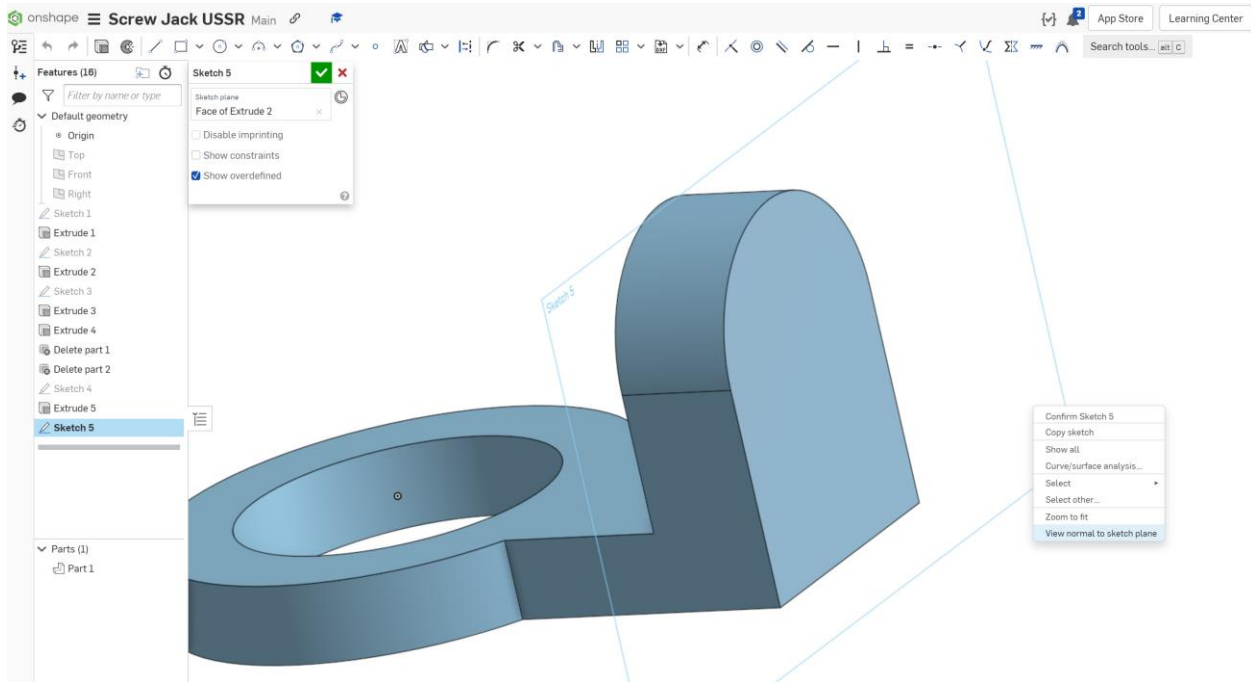 onshape Screw Jack USSR Main
2 App Store Learning Center
Search tools... alt C
Features (16)
Filter by name or type
Default geometry
Origin
Top
Front
Right
Sketch 1
Extrude 1
Sketch 2
Extrude 2
Sketch 3
Extrude 3
Extrude 4
Delete part 1
Delete part 2
Sketch 4
Extrude 5
Sketch 5
Parts (1)
Part 1
Sketch 5
Sketch plane
Face of Extrude 2
Disable imprinting
Show constraints
Show overdefined
Sketch 5
Confirm Sketch 5
Copy sketch
Show all
Curve/surface analysis...
Select
Select other...
Zoom to fit
View normal to sketch plane